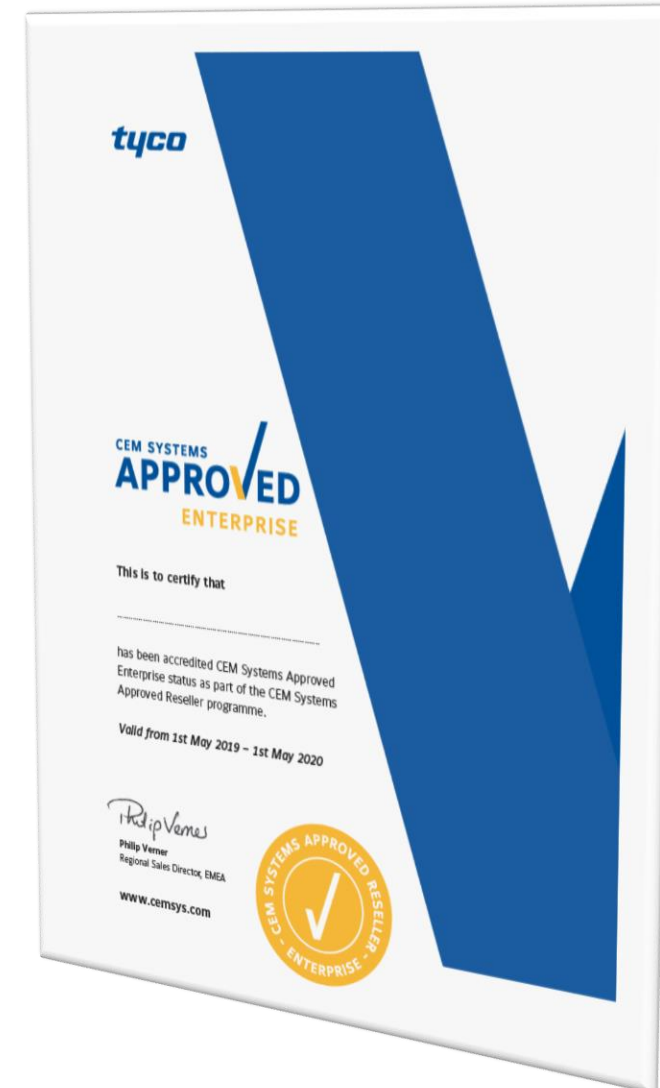 tyco
CEM SYSTEMS
APPROVED
ENTERPRISE
This is to certify that
has been accredited CEM Systems Approved
Enterprise status as part of the CEM Systems
Approved Reseller programme.
Valid from 1st May 2019 – 1st May 2020
Philip Verner
Philip Verner
Regional Sales Director, EMEA
www.cemsys.com
- CEM SYSTEMS APPROVED RESELLER -
ENTERPRISE